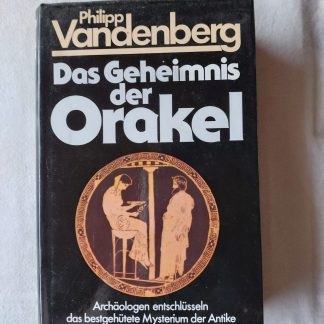 Philipp
Vandenberg
Das Geheimnis
der
Orakel
Archäologen entschlüsseln
das bestgehütete Mysterium der Antike